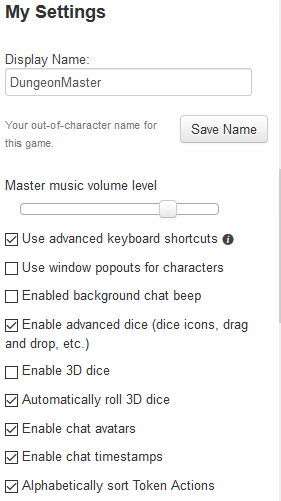 My Settings
Display Name:
DungeonMaster
Your out-of-character name for
this game.
Save Name
Master music volume level
Use advanced keyboard shortcuts
Use window popouts for characters
Enabled background chat beep
Enable advanced dice (dice icons, drag
and drop, etc.)
Enable 3D dice
Automatically roll 3D dice
Enable chat avatars
Enable chat timestamps
Alphabetically sort Token Actions